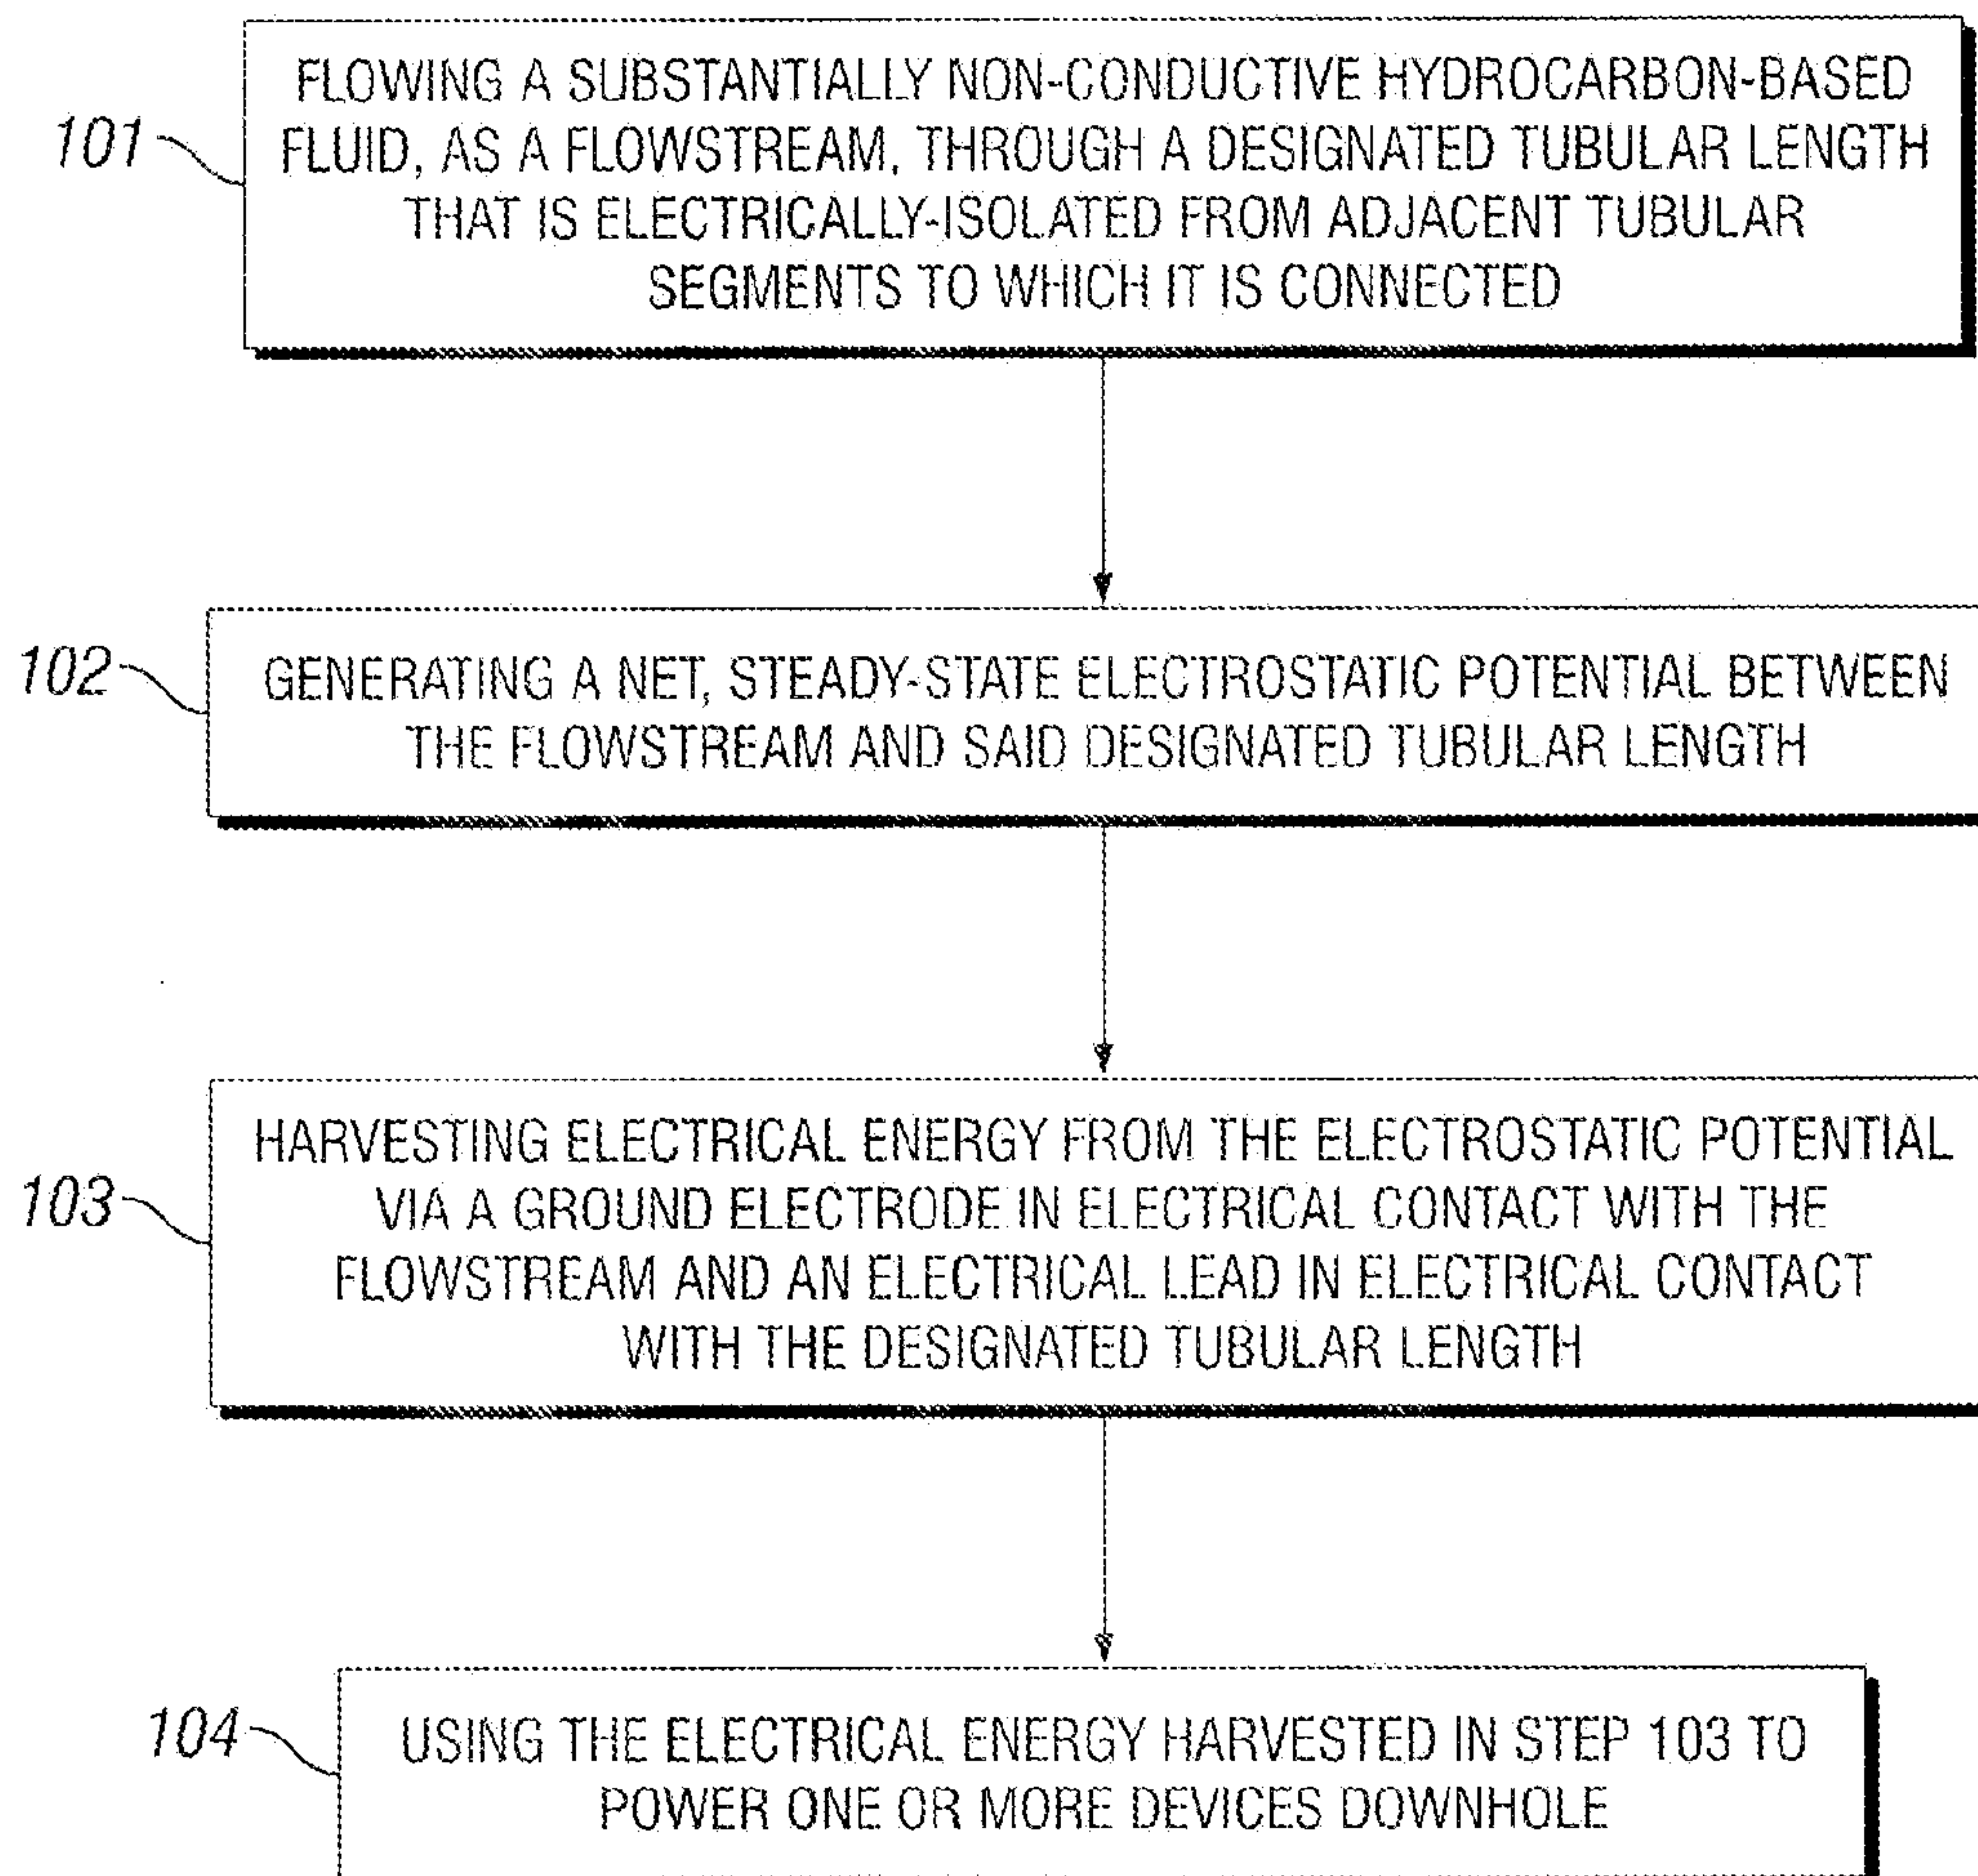 101
FLOWING A SUBSTANTIALLY NON-CONDUCTIVE HYDROCARBON-BASED
FLUID, AS A FLOWSTREAM, THROUGH A DESIGNATED TUBULAR LENGTH
THAT IS ELECTRICALLY-ISOLATED FROM ADJACENT TUBULAR
SEGMENTS TO WHICH IT IS CONNECTED
102
GENERATING A NET, STEADY-STATE ELECTROSTATIC POTENTIAL BETWEEN
THE FLOWSTREAM AND SAID DESIGNATED TUBULAR LENGTH
103
HARVESTING ELECTRICAL ENERGY FROM THE ELECTROSTATIC POTENTIAL
VIA A GROUND ELECTRODE IN ELECTRICAL CONTACT WITH THE
FLOWSTREAM AND AN ELECTRICAL LEAD IN ELECTRICAL CONTACT
WITH THE DESIGNATED TUBULAR LENGTH
104
USING THE ELECTRICAL ENERGY HARVESTED IN STEP 103 TO
POWER ONE OR MORE DEVICES DOWNHOLE